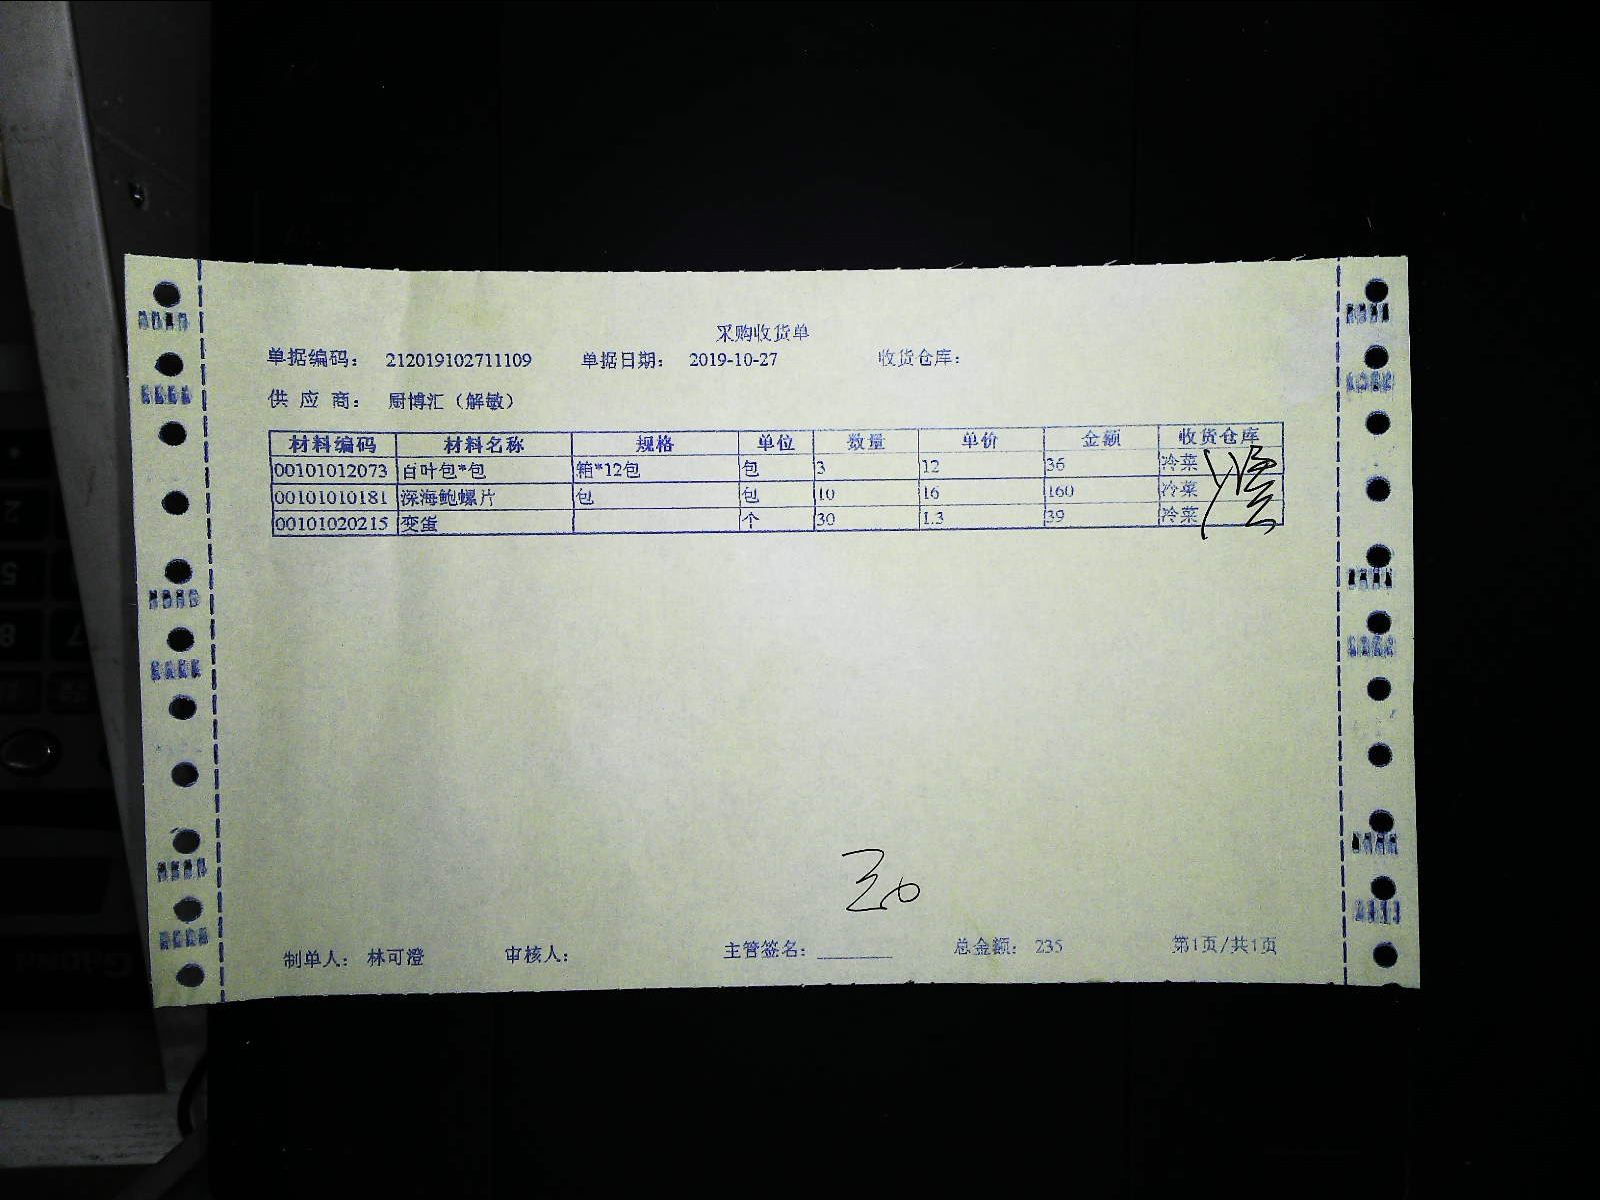 采购收货单
单据编码： 212019102711109 单据日期： 2019-10-27 收货仓库：
供 应 商： 厨博汇（解敏）
材料编码 材料名称 规格 单位 数量 单价 金额 收货仓库
00101012073 百叶包*包 箱*12包 包 3 12 36 冷菜
00101010181 深海鲍螺片 包 包 10 16 160 冷菜
00101020215 变蛋 个 30 1.3 39 冷菜
制单人： 林可澄 审核人： 主管签名： 总金额： 235 第1页/共1页